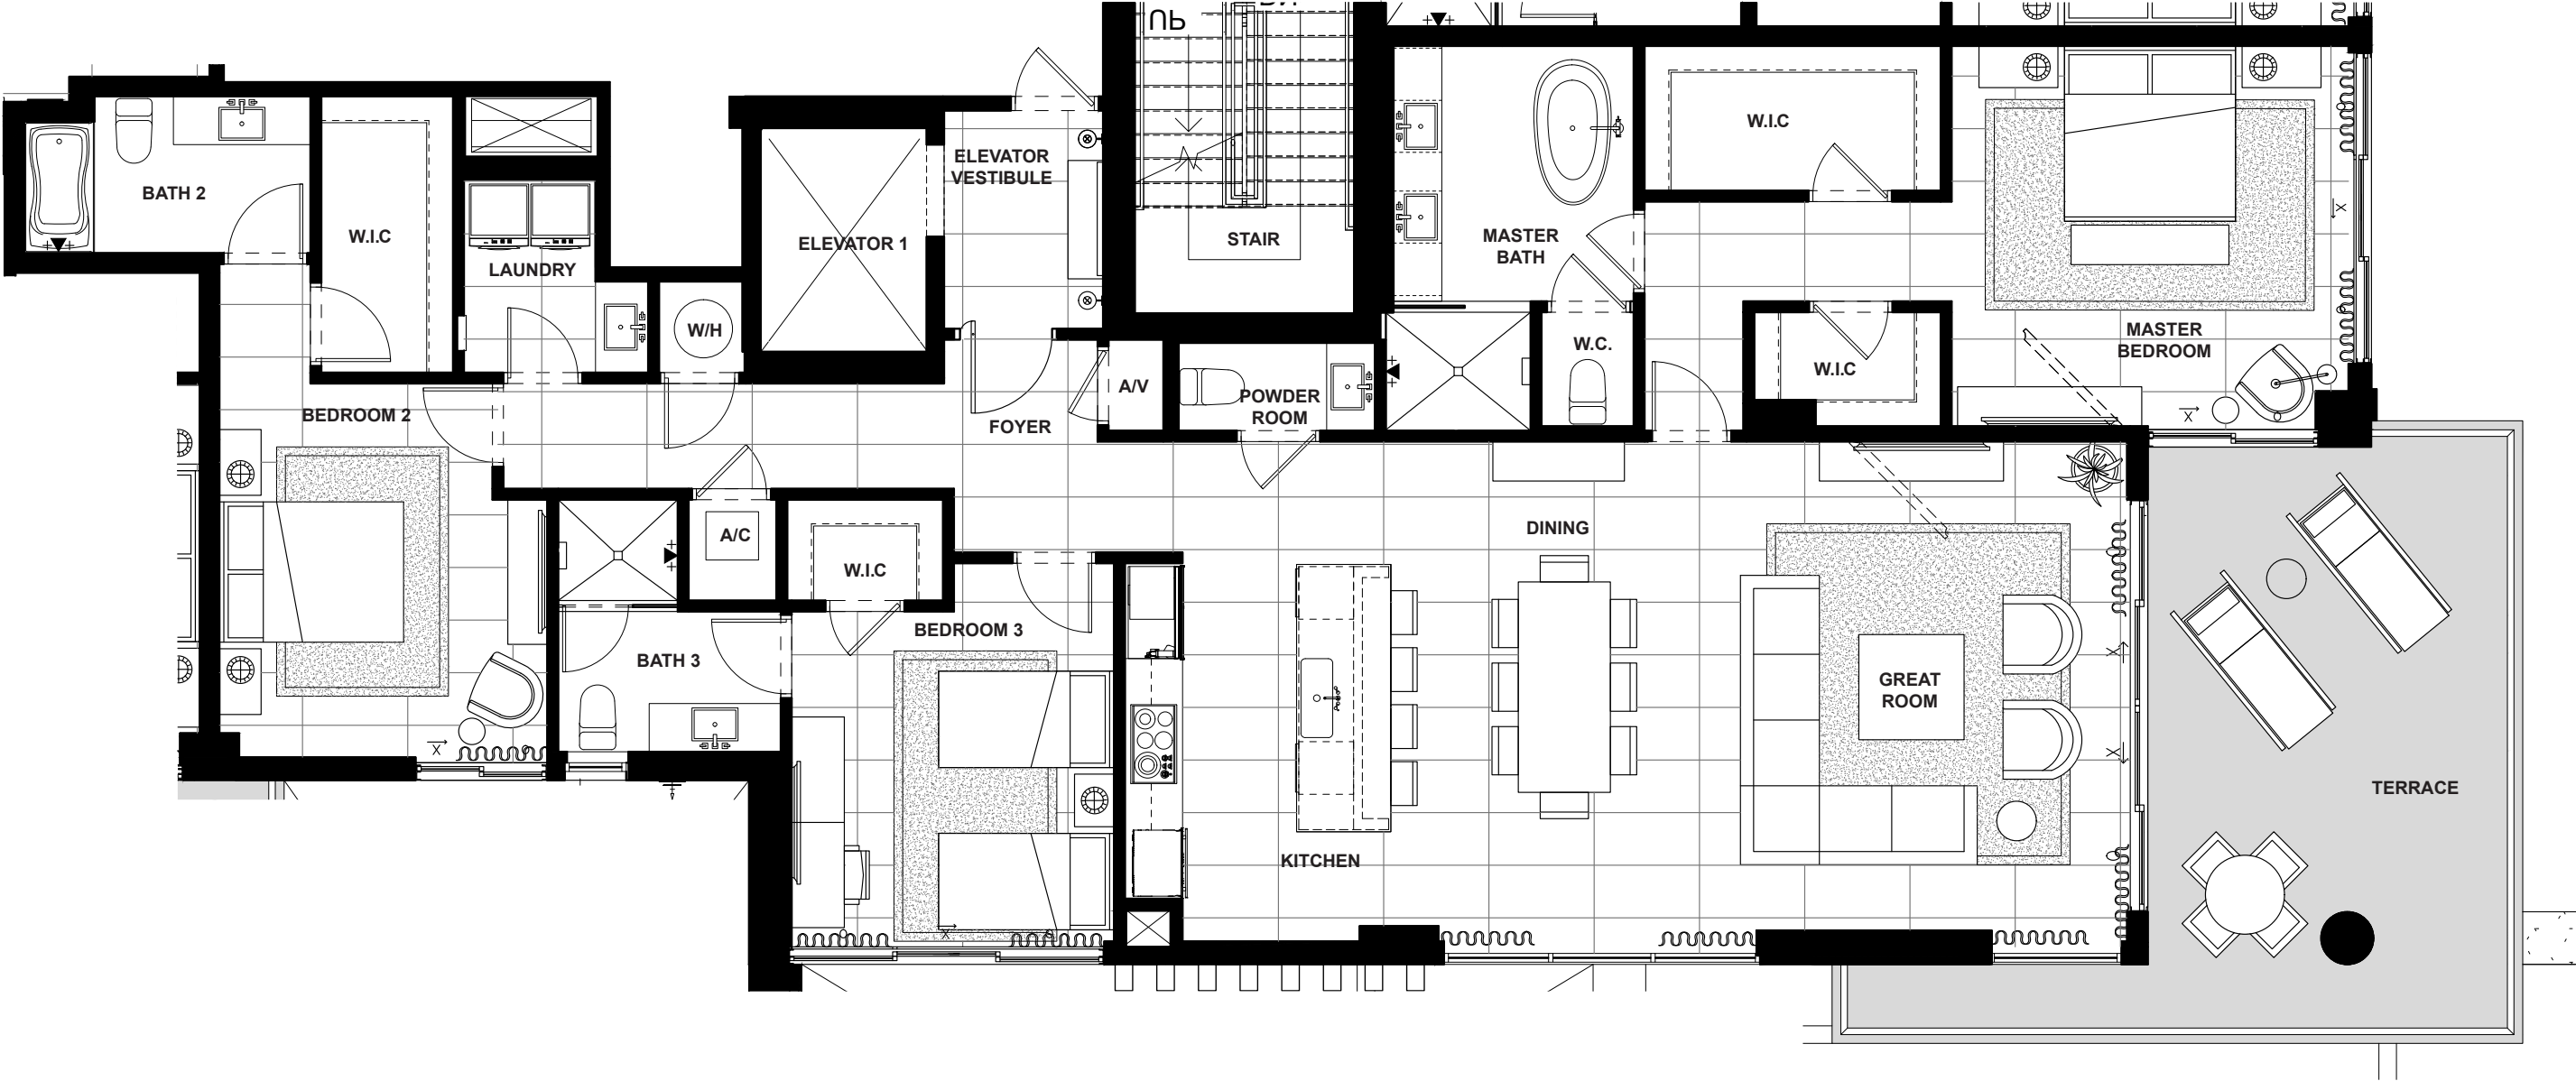 UP
BATH 2
W.I.C
LAUNDRY
W/H
ELEVATOR 1
ELEVATOR
VESTIBULE
STAIR
MASTER
BATH
W.I.C
W.C.
W.I.C
MASTER
BEDROOM
BEDROOM 2
FOYER
A/V
POWDER
ROOM
A/C
W.I.C
BATH 3
BEDROOM 3
DINING
KITCHEN
GREAT
ROOM
TERRACE
X
X
X
X
X
X